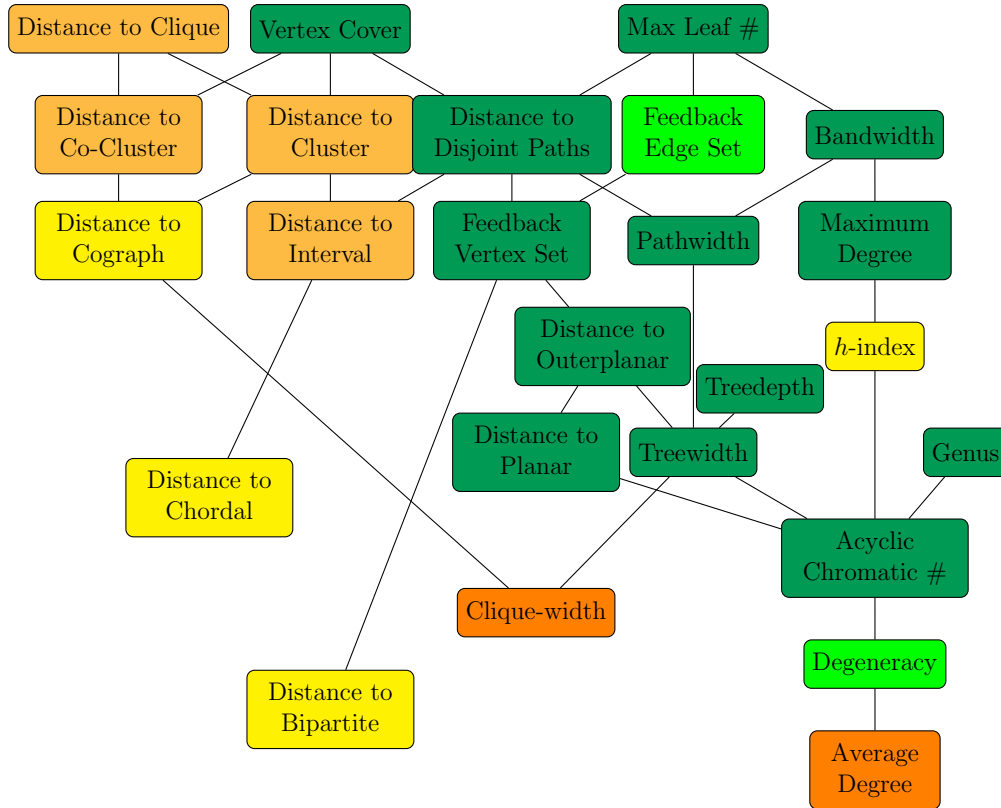 Distance to Clique
Vertex Cover
Max Leaf #
Distance to
Co-Cluster
Distance to
Cluster
Distance to
Disjoint Paths
Feedback
Edge Set
Bandwidth
Distance to
Cograph
Distance to
Interval
Feedback
Vertex Set
Pathwidth
Maximum
Degree
Distance to
Outerplanar
h-index
Treedepth
Distance to
Planar
Treewidth
Genus
Distance to
Chordal
Acyclic
Chromatic #
Clique-width
Degeneracy
Distance to
Bipartite
Average
Degree